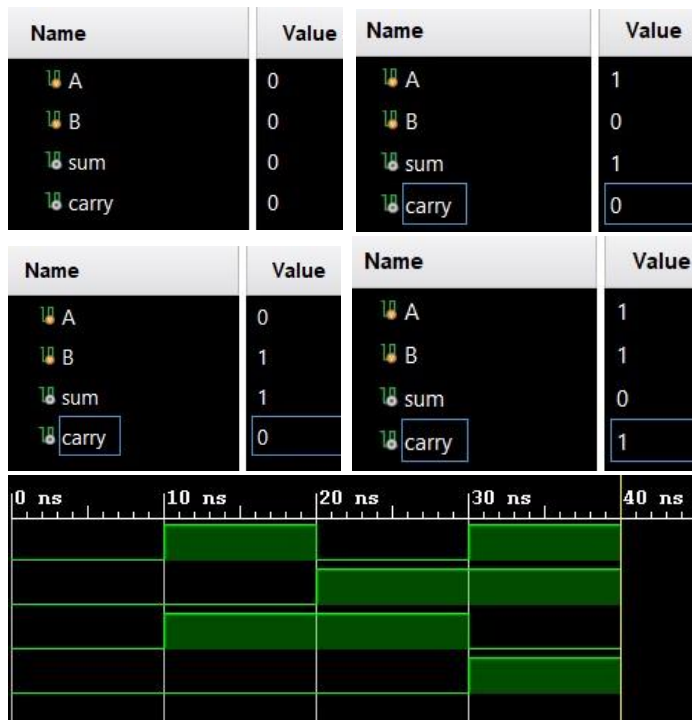 Name Value
A 0
B 0
sum 0
carry 0
Name Value
A 1
B 0
sum 1
carry 0
Name Value
A 0
B 1
sum 1
carry 0
Name Value
A 1
B 1
sum 0
carry 1
0 ns 10 ns 20 ns 30 ns 40 ns